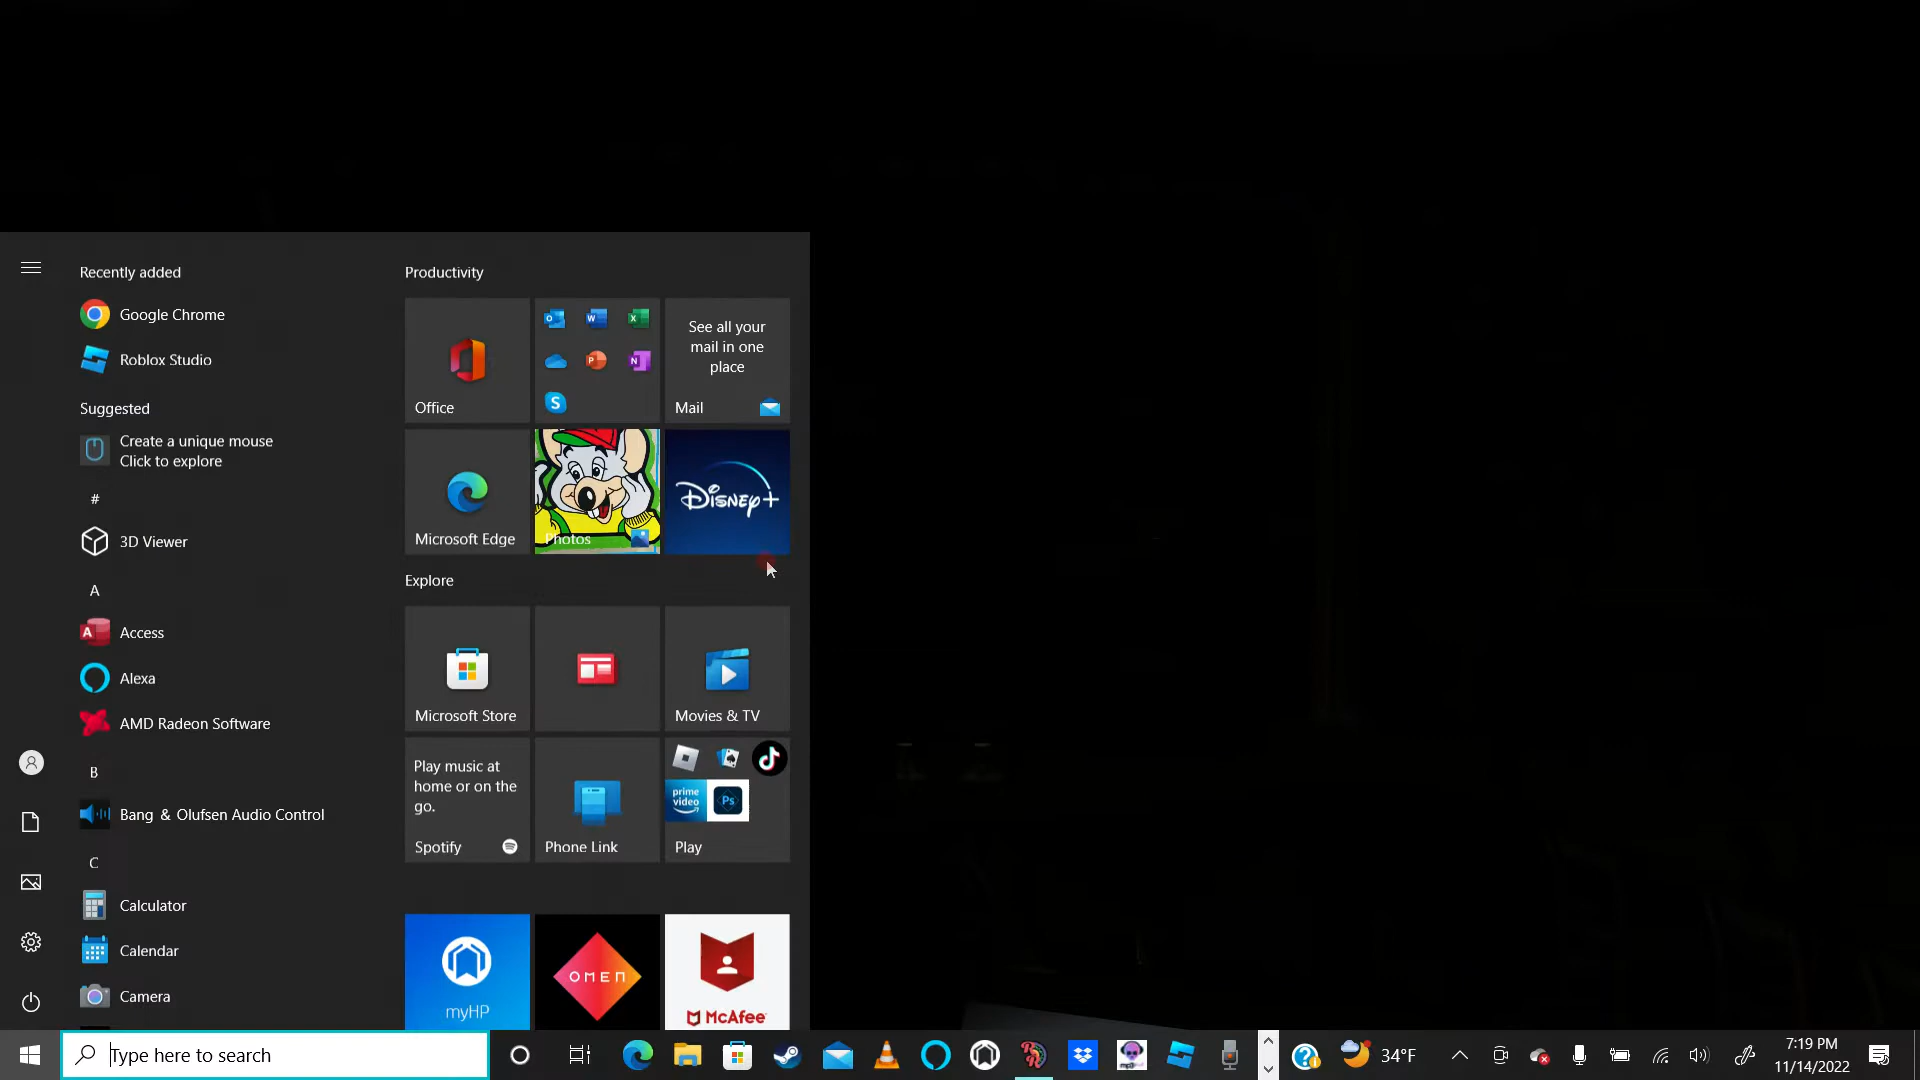 Recently added
Google Chrome
Roblox Studio
Suggested
Create a unique mouse
Click to explore
#
3D Viewer
A
Access
Alexa
AMD Radeon Software
B
Bang & Olufsen Audio Control
C
Calculator
Calendar
Camera
Productivity
Office
See all your
mail in one
place
Mail
Microsoft Edge
Photos
Disney+
Explore
Microsoft Store
Movies & TV
Play music at
home or on the
go.
Spotify
Phone Link
prime
video
Ps
Play
myHP
OMEN
McAfee
Type here to search
34°F
7:19 PM
11/14/2022